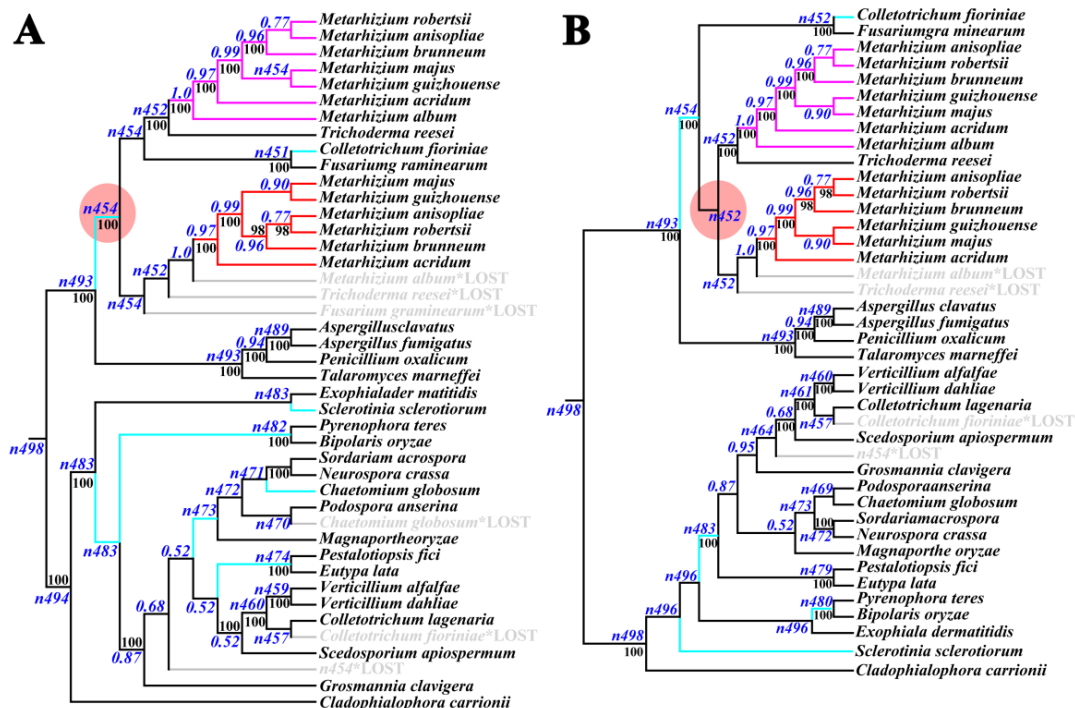 A
0.77
Metarhizium robertsii
0.96
Metarhizium anisopliae
100
0.99
Metarhizium brunneum
100
n454
Metarhizium majus
0.97
Metarhizium guizhouense
100
1.0
Metarhizium acridum
100
n452
Metarhizium album
100
n454
Trichoderma reesei
n451
Colletotrichum fioriniae
100
Fusariumg raminearum
0.90
Metarhizium majus
0.99
Metarhizium guizhouense
n454
100
100
0.77
Metarhizium anisopliae
0.97
98
98
Metarhizium robertsii
0.96
Metarhizium brunneum
1.0
100
Metarhizium acridum
n452
Metarhizium album*LOST
n493
100
Trichoderma reesei*LOST
n454
Fusarium graminearum*LOST
n489
Aspergillusclavatus
0.94
100
Aspergillus fumigatus
n493
100
Penicillium oxalicum
100
Talaromyces marneffei
n483
Exophialader matitidis
Sclerotinia sclerotiorum
n482
Pyrenophora teres
n498
100
Bipolaris oryzae
n483
100
n471
100
Sordariam acrospora
Neurospora crassa
n472
Chaetomium globosum
n473
Podospora anserina
n470
Chaetomium globosum*LOST
n483
Magnaportheoryzae
0.52
n474
Pestalotiopsis fici
100
Eutypa lata
100
n494
0.52
n459
Verticillium alfalfae
0.68
n460
100
Verticillium dahliae
100
100
Colletotrichum lagenaria
100
0.52
n457
Colletotrichum fioriniae*LOST
0.87
Scedosporium apiospermum
n454*LOST
Grosmannia clavigera
Cladophialophora carrionii
B
n452
Colletotrichum fioriniae
100
Fusariumgra minearum
0.77
Metarhizium anisopliae
0.96
Metarhizium robertsii
0.99
100
Metarhizium brunneum
n454
0.97
100
Metarhizium guizhouense
1.0
100
0.90
Metarhizium majus
100
Metarhizium acridum
n452
100
Metarhizium album
100
Trichoderma reesei
0.77
Metarhizium anisopliae
0.96
98
Metarhizium robertsii
0.99
98
Metarhizium brunneum
n452
0.97
100
Metarhizium guizhouense
n493
100
1.0
100
0.90
Metarhizium majus
Metarhizium acridum
Metarhizium album*LOST
n452
Trichoderma reesei*LOST
n489
Aspergillus clavatus
0.94
100
Aspergillus fumigatus
n493
100
Penicillium oxalicum
100
Talaromyces marneffei
n460
Verticillium alfalfae
n461
100
Verticillium dahliae
n498
0.68
100
Colletotrichum lagenaria
n464
100
n457
Colletotrichum fioriniae*LOST
0.95
Scedosporium apiospermum
n454*LOST
0.87
Grosmannia clavigera
n469
Podosporaanserina
n473
Chaetomium globosum
n483
100
0.52
100
n472
Sordariamacrospora
Neurospora crassa
Magnaporthe oryzae
n496
n479
Pestalotiopsis fici
100
Eutypa lata
n496
n480
Pyrenophora teres
100
Bipolaris oryzae
n496
Exophiala dermatitidis
n498
100
Sclerotinia sclerotiorum
Cladophialophora carrionii